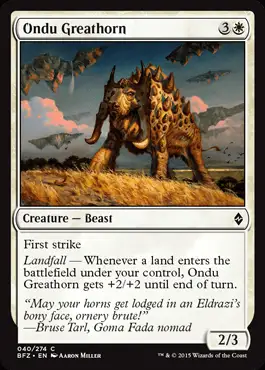 Ondu Greathorn 3
Creature — Beast
First strike
Landfall — Whenever a land enters the
battlefield under your control, Ondu
Greathorn gets +2/+2 until end of turn.
“May your horns get lodged in an Eldrazi’s
bony face, ornery brute!”
—Bruse Tarl, Goma Fada nomad
2/3
040/274 C
BFZ • EN Aaron Miller
™ & © 2015 Wizards of the Coast